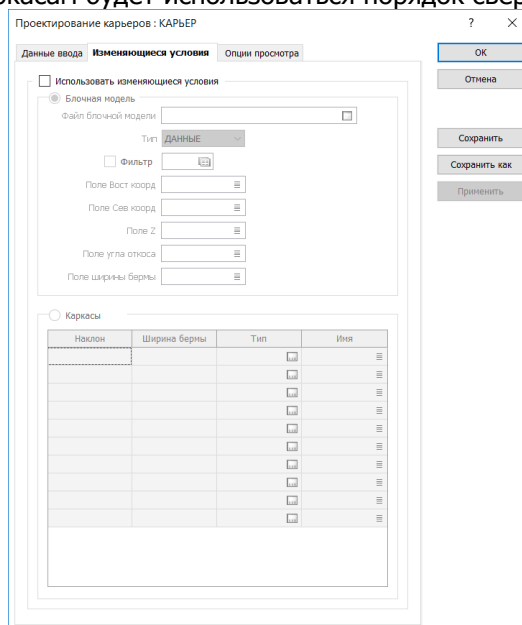 будет использоваться порядок
Проектирование карьеров : КАРЬЕР
? ×
Данные ввода Изменяющиеся условия Опции просмотра
OK
Отмена
Сохранить
Сохранить как
Применить
Использовать изменяющиеся условия
Блочная модель
Файл блочной модели
Тип ДАННЫЕ
Фильтр
Поле Вост коорд
Поле Сев коорд
Поле Z
Поле угла откоса
Поле ширины бермы
Каркасы
Наклон Ширина бермы Тип Имя